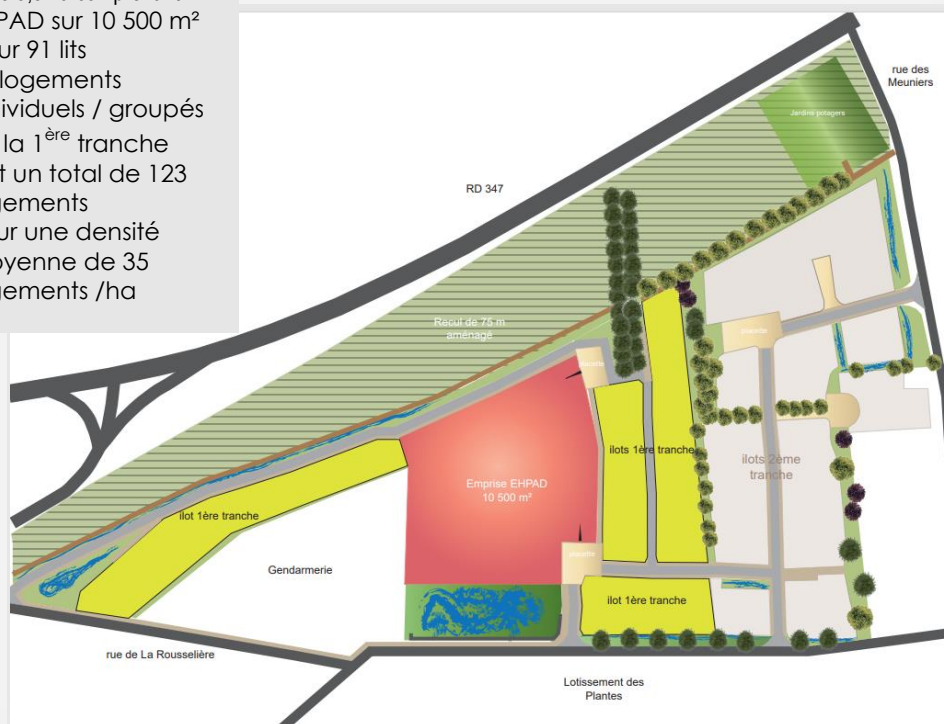 PAD sur 10 500 m²
ur 91 lits
logements
ividuels / groupés
la 1ère tranche
t un total de 123
gements
ur une densité
oyenne de 35
gements /ha
rue des
Meuniers
Jardins potagers
RD 347
Recul de 75 m
aménagé
placette
placette
ilots 1ère tranche
ilots 2ème
tranche
Emprise EHPAD
10 500 m²
ilot 1ère tranche
placette
Gendarmerie
ilot 1ère tranche
rue de La Rousselière
Lotissement des
Plantes